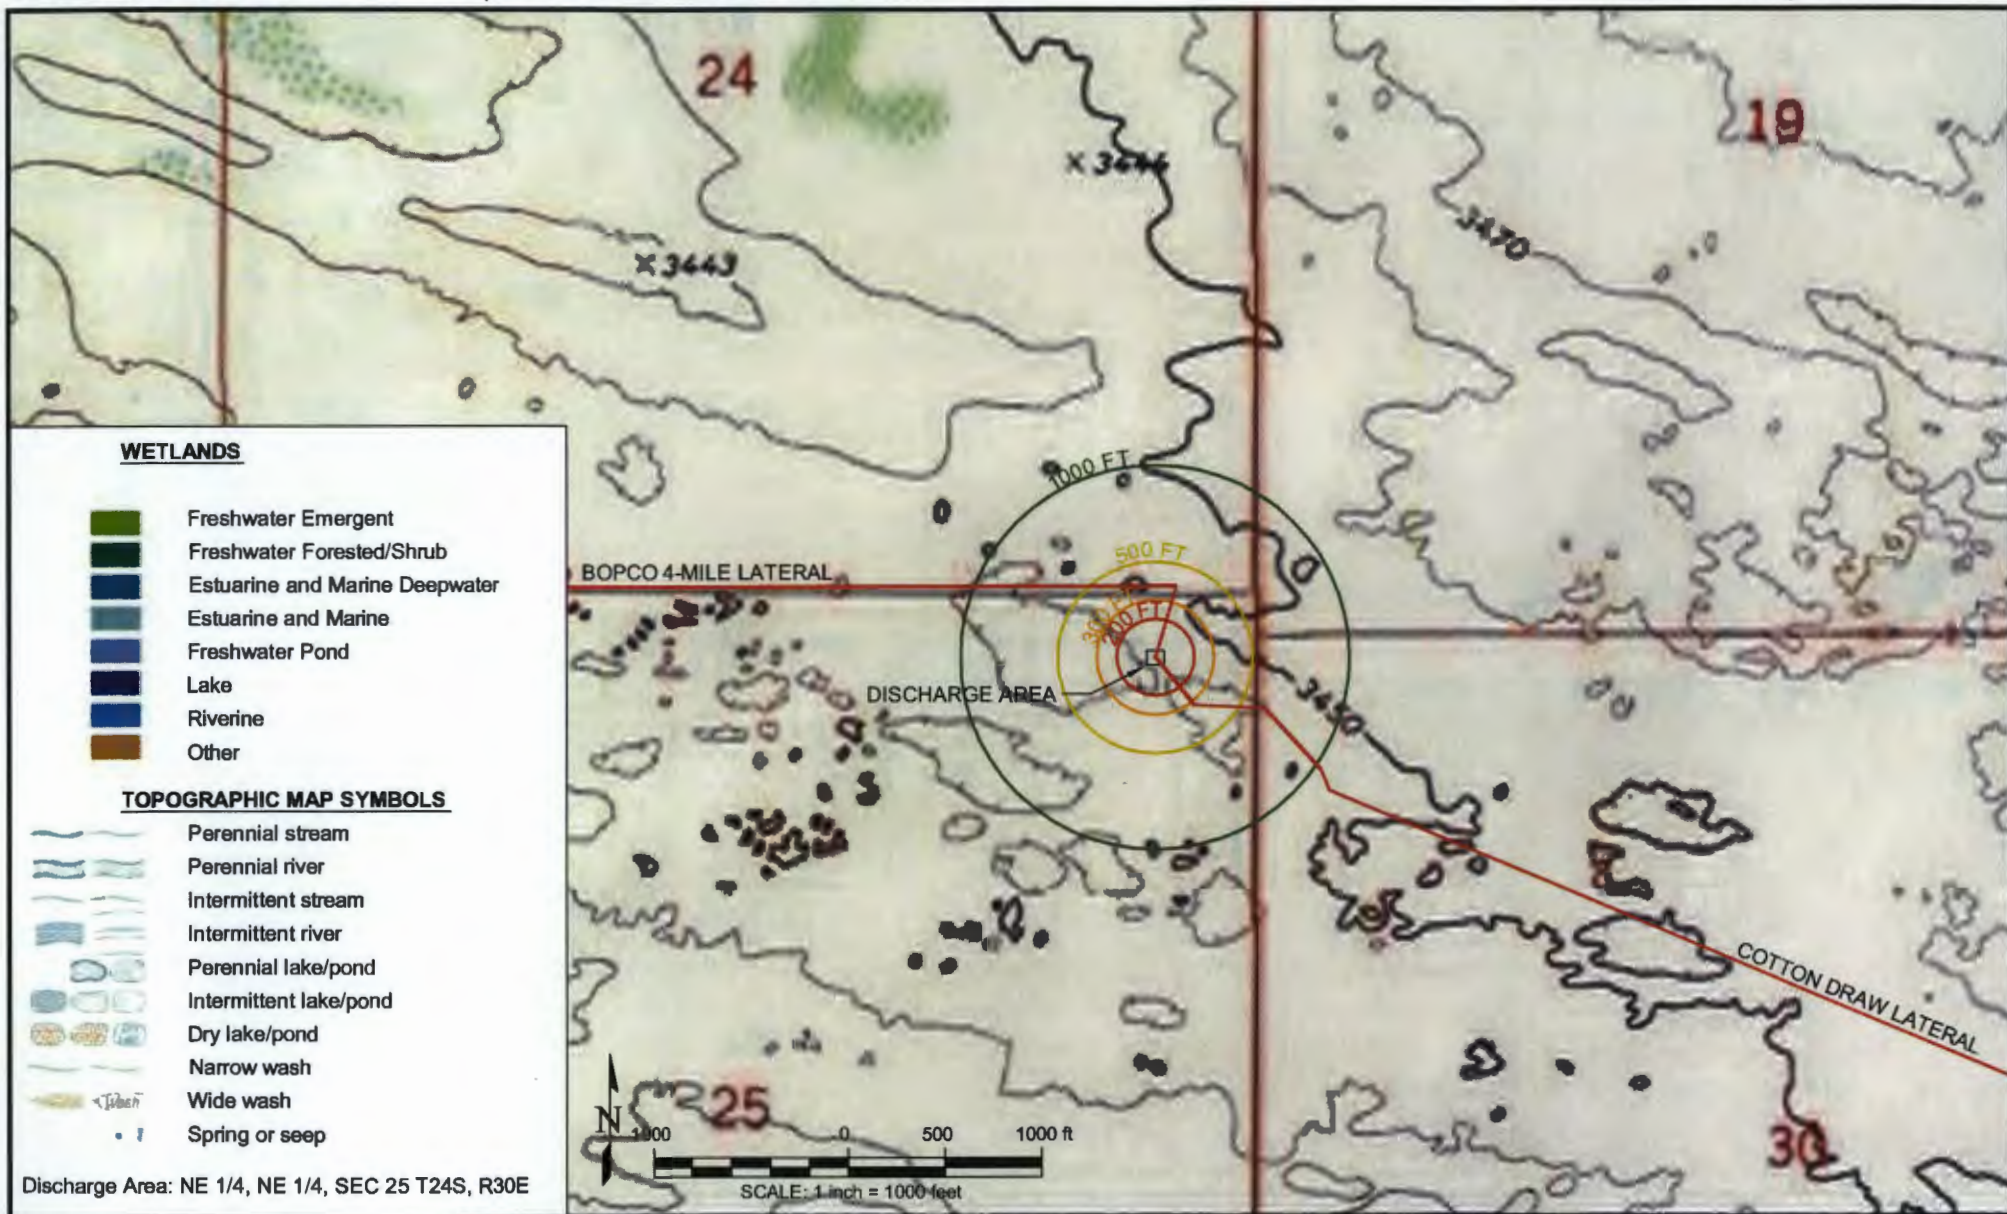 24
19
×3444
3470
×3443
WETLANDS
Freshwater Emergent
Freshwater Forested/Shrub
Estuarine and Marine Deepwater
Estuarine and Marine
Freshwater Pond
Lake
Riverine
Other
TOPOGRAPHIC MAP SYMBOLS
Perennial stream
Perennial river
Intermittent stream
Intermittent river
Perennial lake/pond
Intermittent lake/pond
Dry lake/pond
Narrow wash
Wash
Wide wash
Spring or seep
Discharge Area: NE 1/4, NE 1/4, SEC 25 T24S, R30E
1000 FT
500 FT
300 FT
200 FT
BOPCO 4-MILE LATERAL
DISCHARGE AREA
3450
COTTON DRAW LATERAL
25
30
N
1000 0 500 1000 ft
SCALE: 1 inch = 1000 feet